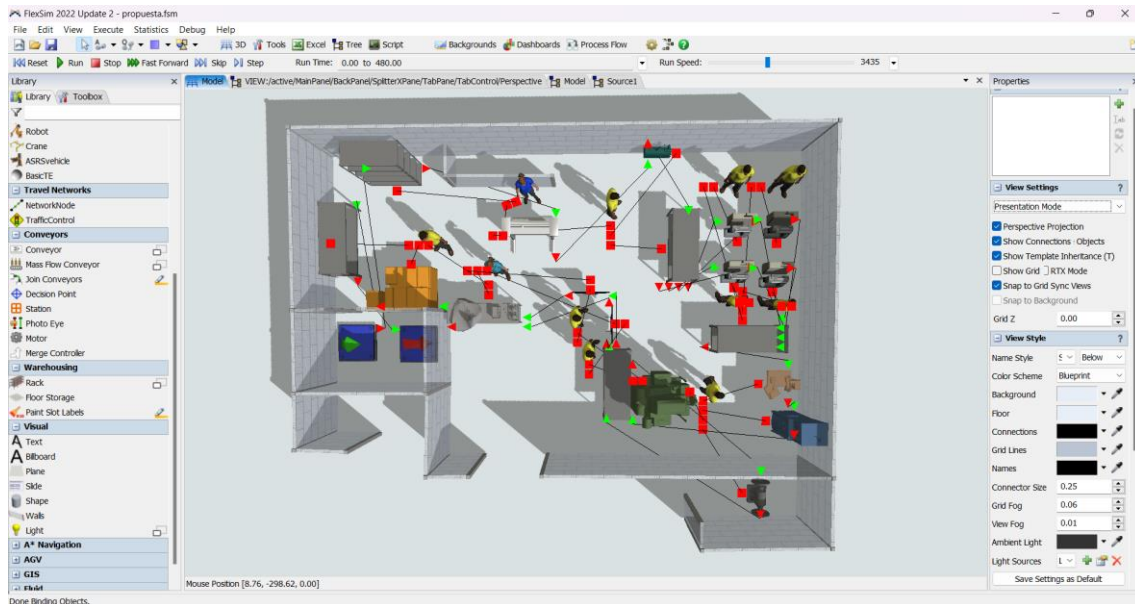 FlexSim 2022 Update 2 - propuesta.fsm
File Edit View Execute Statistics Debug Help
3D Tools Excel Tree Script Backgrounds Dashboards Process Flow
Reset Run Stop Fast Forward Skip Step Run Time: 0.00 to 480.00 Run Speed: 3435
Library
Library Toolbox
Robot
Crane
ASRSvehicle
BasicTE
Travel Networks
NetworkNode
TrafficControl
Conveyors
Conveyor
Mass Flow Conveyor
Join Conveyors
Decision Point
Station
Photo Eye
Motor
Merge Controller
Warehousing
Rack
Floor Storage
Paint Slot Labels
Visual
Text
Billboard
Plane
Slide
Shape
Walls
Light
A* Navigation
AGV
GIS
Fluid
Model VIEW:/active/MainPanel/BackPanel/SplitterXPane/TabPane/TabControl/Perspective Model Source1
Mouse Position [8.76, -298.62, 0.00]
Properties
View Settings ?
Presentation Mode
Perspective Projection
Show Connections Objects
Show Template Inheritance (T)
Show Grid RTX Mode
Snap to Grid Sync Views
Snap to Background
Grid Z 0.00
View Style ?
Name Style S Below
Color Scheme Blueprint
Background
Floor
Connections
Grid Lines
Names
Connector Size 0.25
Grid Fog 0.06
View Fog 0.01
Ambient Light
Light Sources
Save Settings as Default
Done Binding Objects.